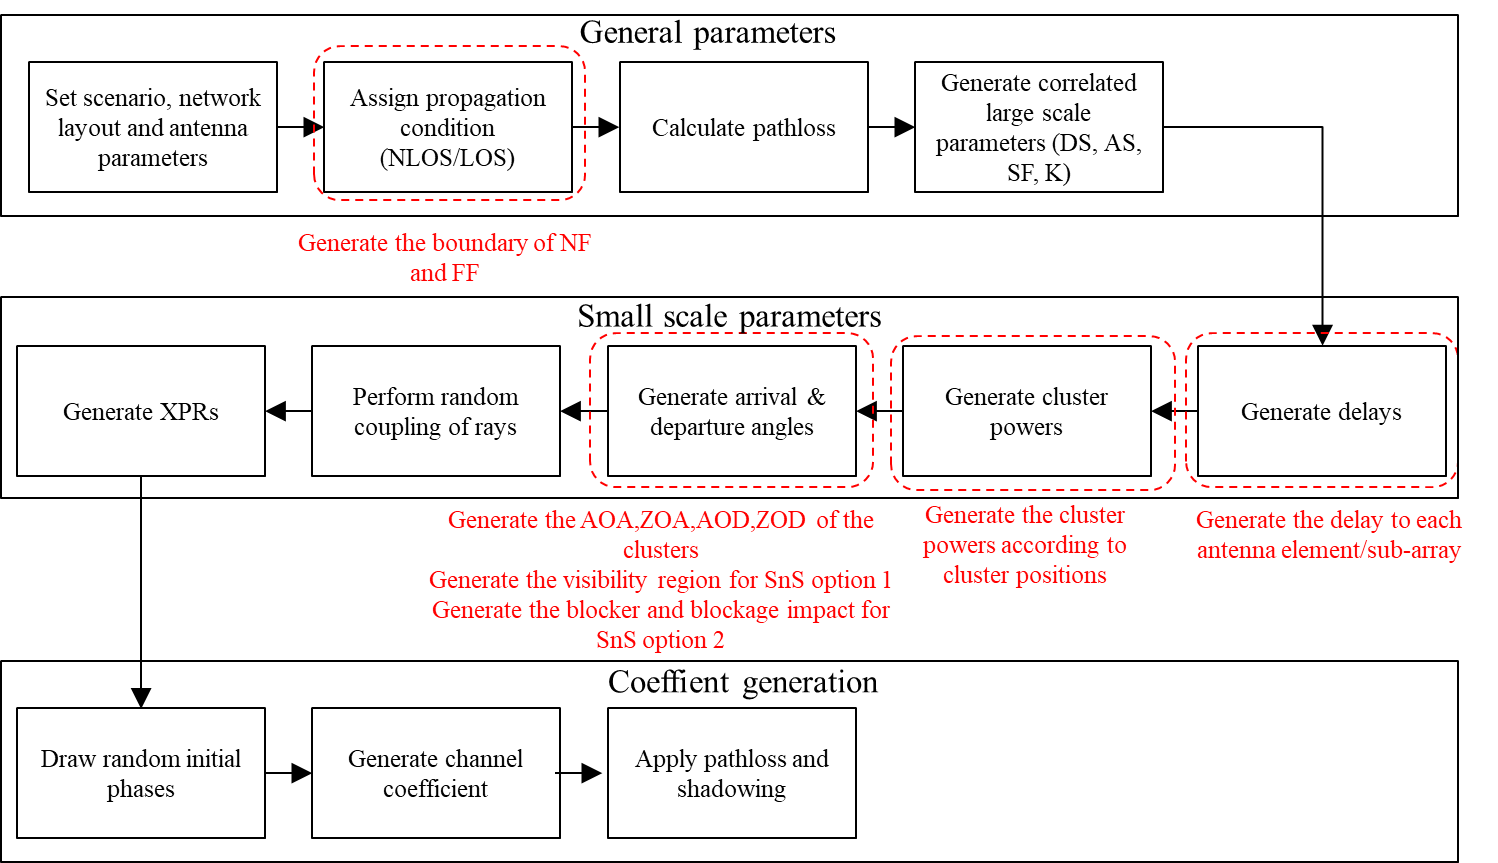 General parameters
Set scenario, network
layout and antenna
parameters
Assign propagation
condition
(NLOS/LOS)
Calculate pathloss
Generate correlated
large scale
parameters (DS, AS,
SF, K)
Generate the boundary of NF
and FF
Small scale parameters
Generate XPRs
Perform random
coupling of rays
Generate arrival &
departure angles
Generate cluster
powers
Generate delays
Generate the AOA,ZOA,AOD,ZOD of the
clusters
Generate the visibility region for SnS option 1
Generate the blocker and blockage impact for
SnS option 2
Generate the cluster
powers according to
cluster positions
Generate the delay to each
antenna element/sub-array
Coeffient generation
Draw random initial
phases
Generate channel
coefficient
Apply pathloss and
shadowing